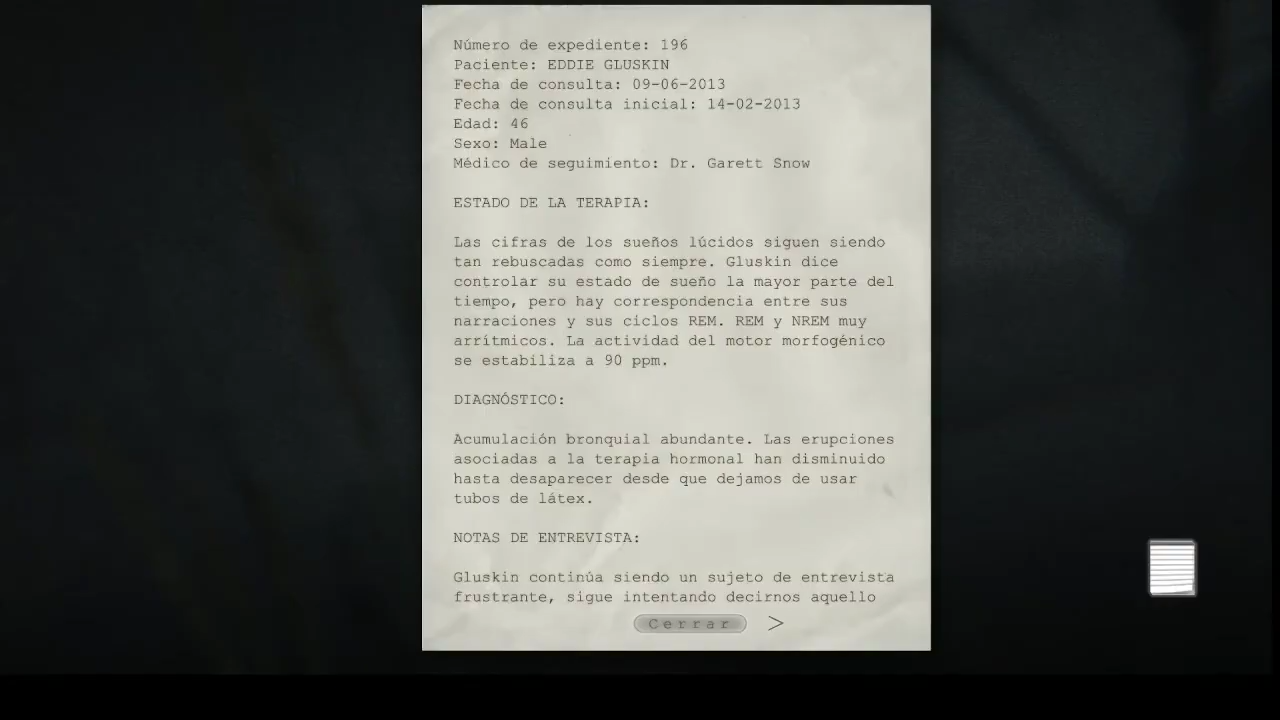 Número de expediente: 196
Paciente: EDDIE GLUSKIN
Fecha de consulta: 09-06-2013
Fecha de consulta inicial: 14-02-2013
Edad: 46
Sexo: Male
Médico de seguimiento: Dr. Garett Snow
ESTADO DE LA TERAPIA:
Las cifras de los sueños lúcidos siguen siendo
tan rebuscadas como siempre. Gluskin dice
controlar su estado de sueño la mayor parte del
tiempo, pero hay correspondencia entre sus
narraciones y sus ciclos REM. REM y NREM muy
arrítmicos. La actividad del motor morfogénico
se estabiliza a 90 ppm.
DIAGNÓSTICO:
Acumulación bronquial abundante. Las erupciones
asociadas a la terapia hormonal han disminuido
hasta desaparecer desde que dejamos de usar
tubos de látex.
NOTAS DE ENTREVISTA:
Gluskin continúa siendo un sujeto de entrevista
frustrante, sigue intentando decirnos aquello
Cerrar >